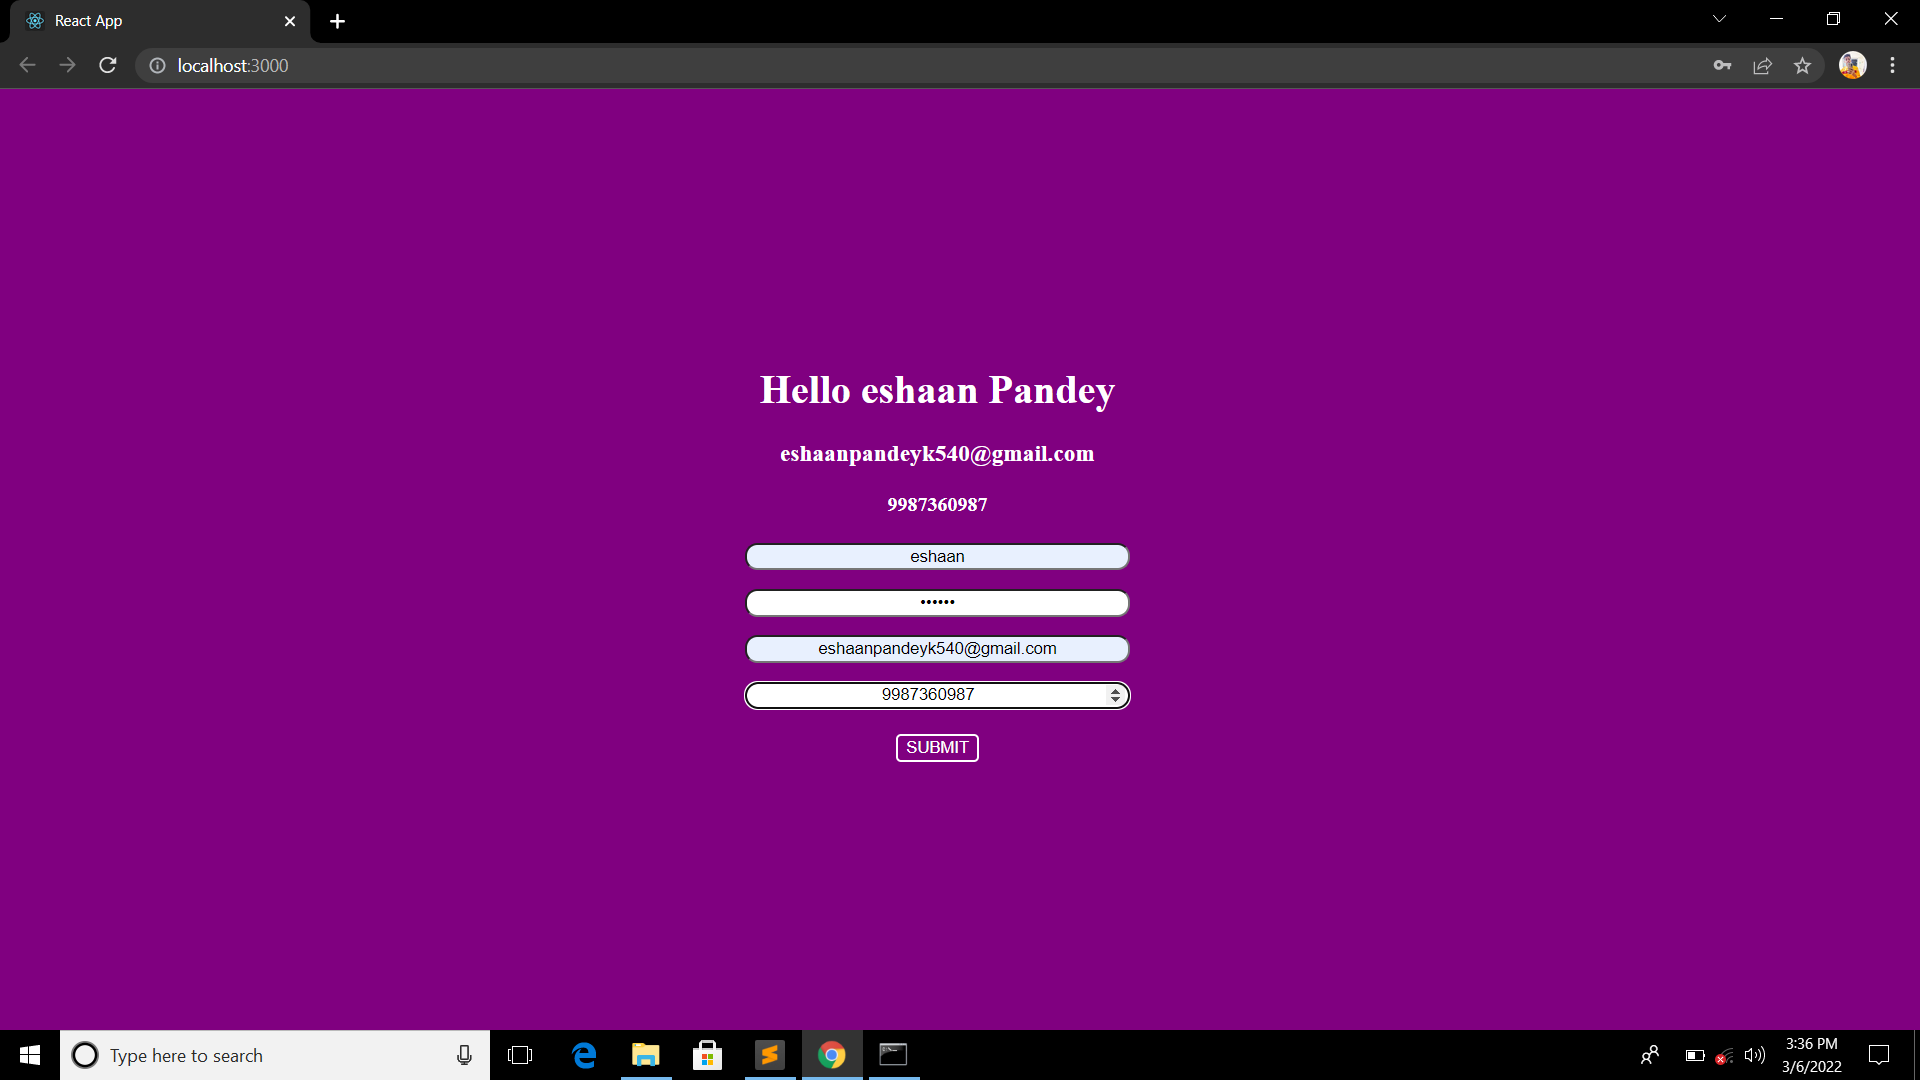 React App
localhost:3000
Hello eshaan Pandey
eshaanpandeyk540@gmail.com
9987360987
eshaan
••••••
eshaanpandeyk540@gmail.com
9987360987
SUBMIT
Type here to search
3:36 PM
3/6/2022